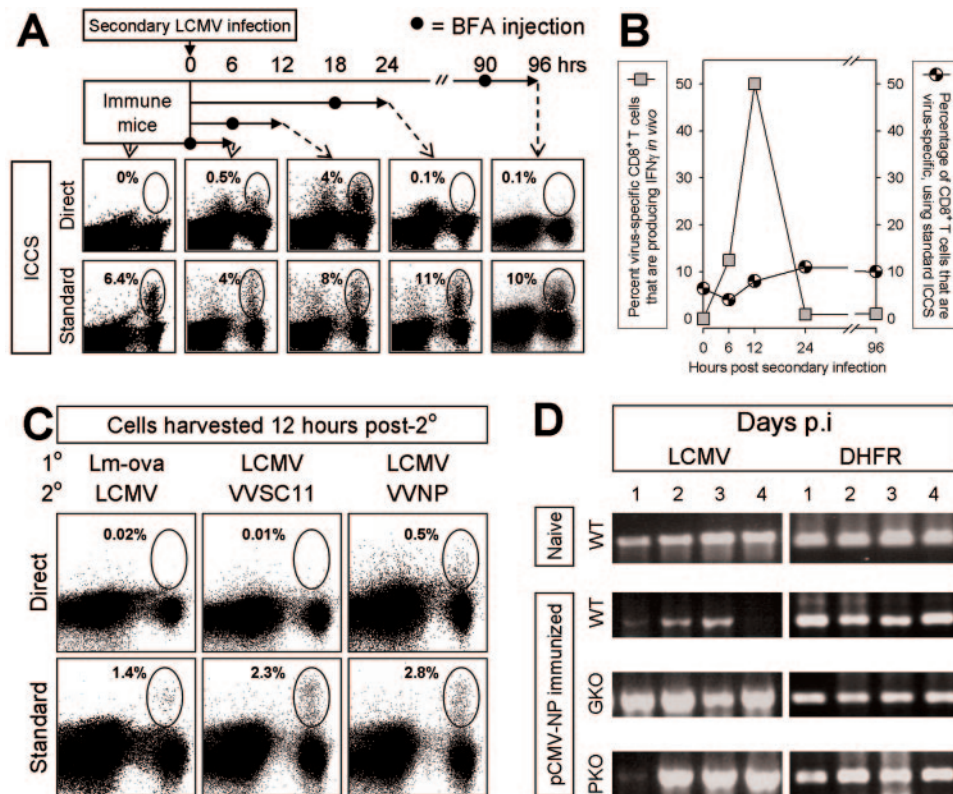 A
Secondary LCMV infection
● = BFA injection
0 6 12 18 24 // 90 96 hrs
Immune
mice
ICCS
Direct
0% 0.5% 4% 0.1% 0.1%
Standard
6.4% 4% 8% 11% 10%
B
Percent virus-specific CD8⁺ T cells
that are producing IFNγ in vivo
50
40
30
20
10
0
50
40
30
20
10
0
Percentage of CD8⁺ T cells that are
virus-specific, using standard ICCS
0 6 12 24 96
Hours post secondary infection
C
Cells harvested 12 hours post-2°
1° Lm-ova LCMV LCMV
2° LCMV VVSC11 VVNP
Direct
0.02% 0.01% 0.5%
Standard
1.4% 2.3% 2.8%
D
Days p.i
LCMV DHFR
1 2 3 4 1 2 3 4
Naive
WT
pCMV-NP immunized
WT
GKO
PKO